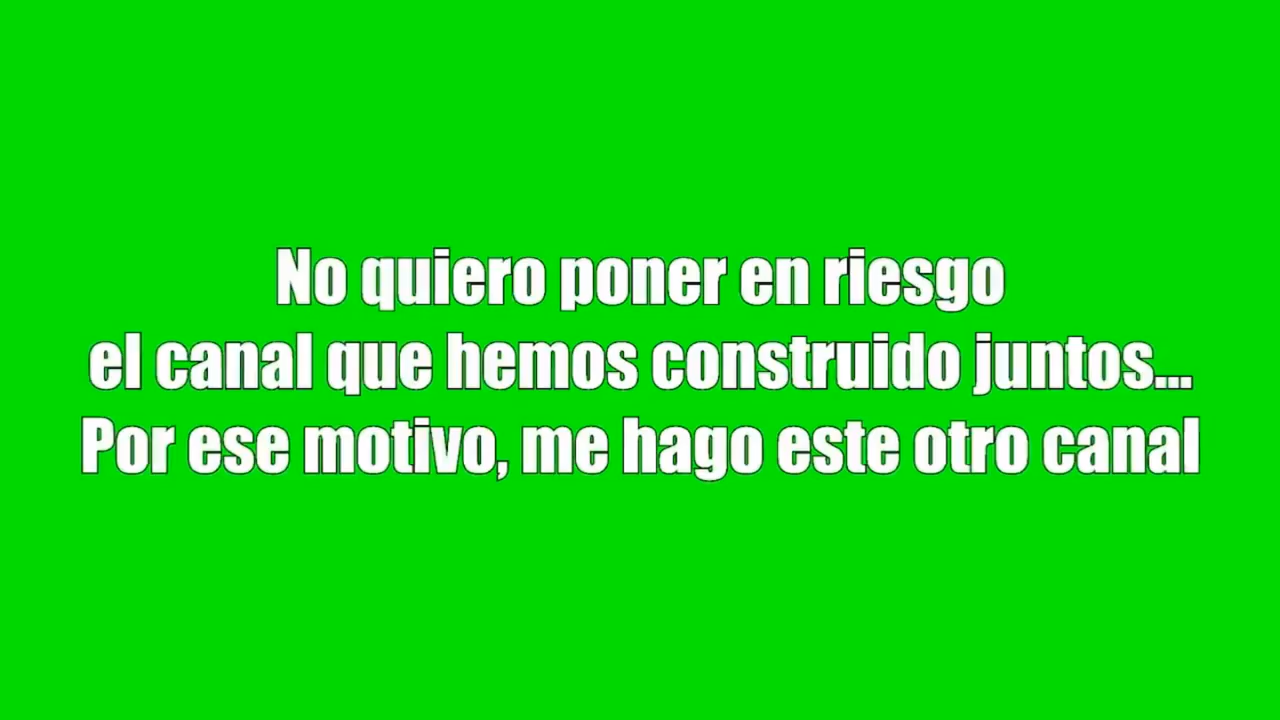 No quiero poner en riesgo
el canal que hemos construido juntos...
Por ese motivo, me hago este otro canal